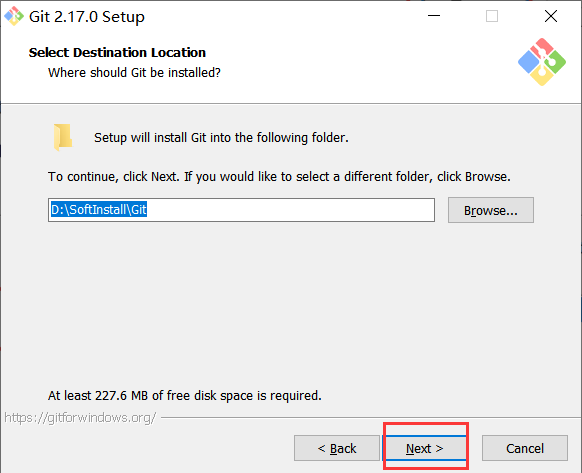 Git 2.17.0 Setup
Select Destination Location
Where should Git be installed?
Setup will install Git into the following folder.
To continue, click Next. If you would like to select a different folder, click Browse.
D:\SoftInstall\Git
Browse...
At least 227.6 MB of free disk space is required.
https://gitforwindows.org/
< Back
Next >
Cancel